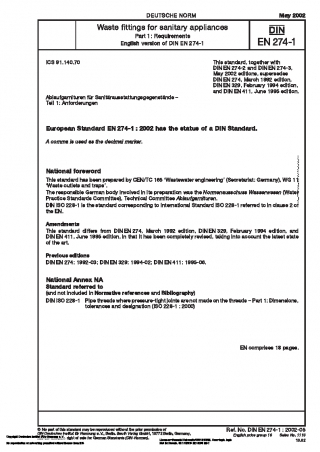 DEUTSCHE NORM
May 2002
Waste fittings for sanitary appliances
Part 1: Requirements
English version of DIN EN 274-1
DIN
EN 274-1
ICS 91.140.70
This standard, together with
DIN EN 274-2 and DIN EN 274-3,
May 2002 editions, supersedes
DIN EN 274, March 1992 edition,
DIN EN 329, February 1994 edition,
and DIN EN 411, June 1995 edition.
Ablaufgarnituren für Sanitärausstattungsgegenstände –
Teil 1: Anforderungen
European Standard EN 274-1 : 2002 has the status of a DIN Standard.
A comma is used as the decimal marker.
National foreword
This standard has been prepared by CEN/TC 165 ‘Wastewater engineering’ (Secretariat: Germany), WG 11
‘Waste outlets and traps’.
The responsible German body involved in its preparation was the Normenausschuss Wasserwesen (Water
Practice Standards Committee), Technical Committee Ablaufgarnituren.
DIN ISO 228-1 is the standard corresponding to International Standard ISO 228-1 referred to in clause 2 of
the EN.
Amendments
This standard differs from DIN EN 274, March 1992 edition, DIN EN 329, February 1994 edition, and
DIN EN 411, June 1995 edition, in that it has been completely revised, taking into account the latest state
of the art.
Previous editions
DIN EN 274: 1992-03; DIN EN 329: 1994-02; DIN EN 411: 1995-06.
National Annex NA
Standard referred to
(and not included in Normative references and Bibliography)
DIN ISO 228-1 Pipe threads where pressure-tight joints are not made on the threads – Part 1: Dimensions,
tolerances and designation (ISO 228-1 : 2000)
EN comprises 18 pages.
© No part of this standard may be reproduced without the prior permission of
DIN Deutsches Institut für Normung e.V., Berlin. Beuth Verlag GmbH, 10772 Berlin,
right of sale for German Standards (DIN-Normen).
Ref. No. DIN EN 274-1 : 2002-05
English price group 10 Sales No. 1110